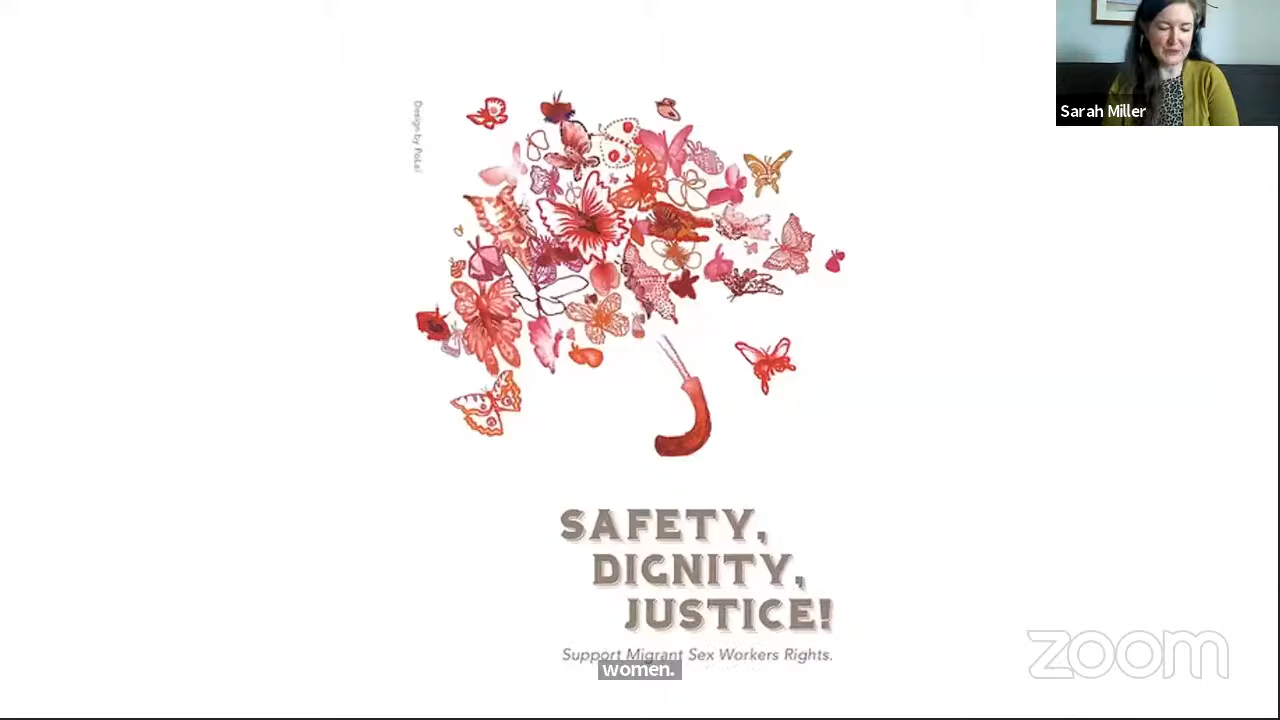 Sarah Miller
Design by PoLai
SAFETY,
DIGNITY,
JUSTICE!
Support Migrant Sex Workers Rights.
women.
zoom